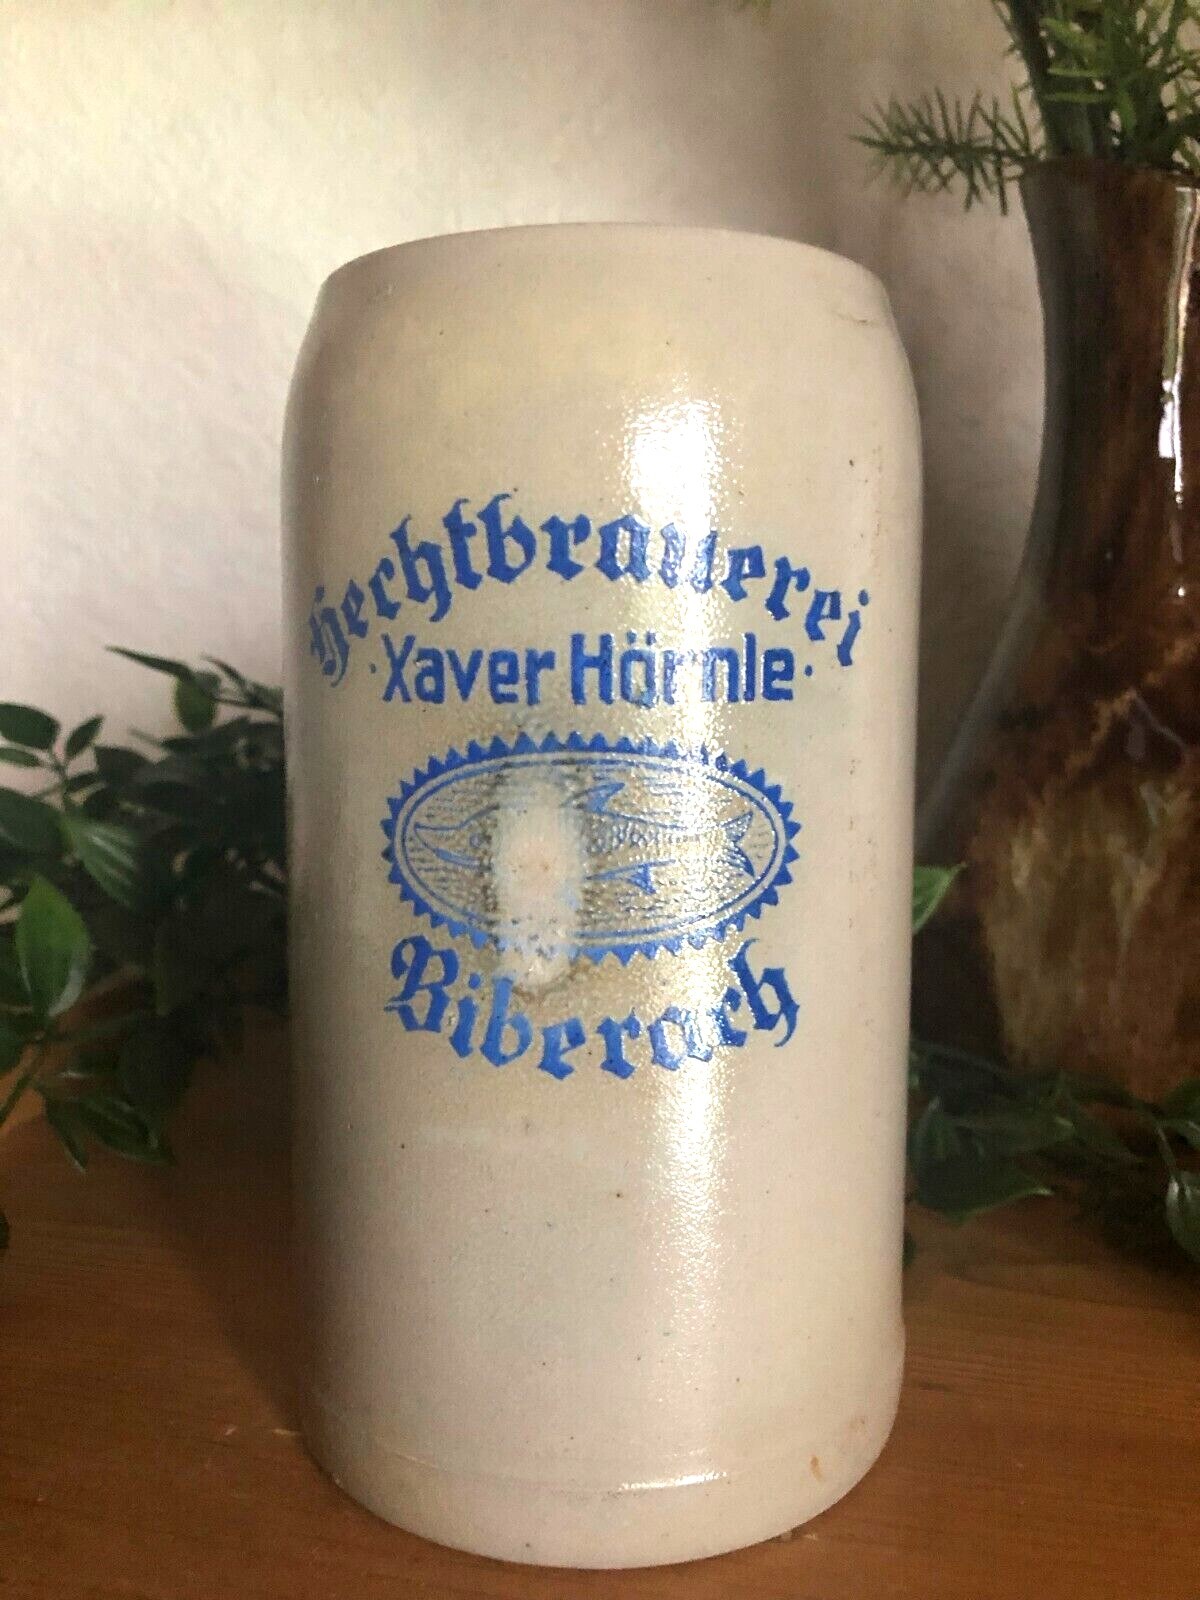 Hechtbrauerei
· Xaver Hörnle ·
Biberach